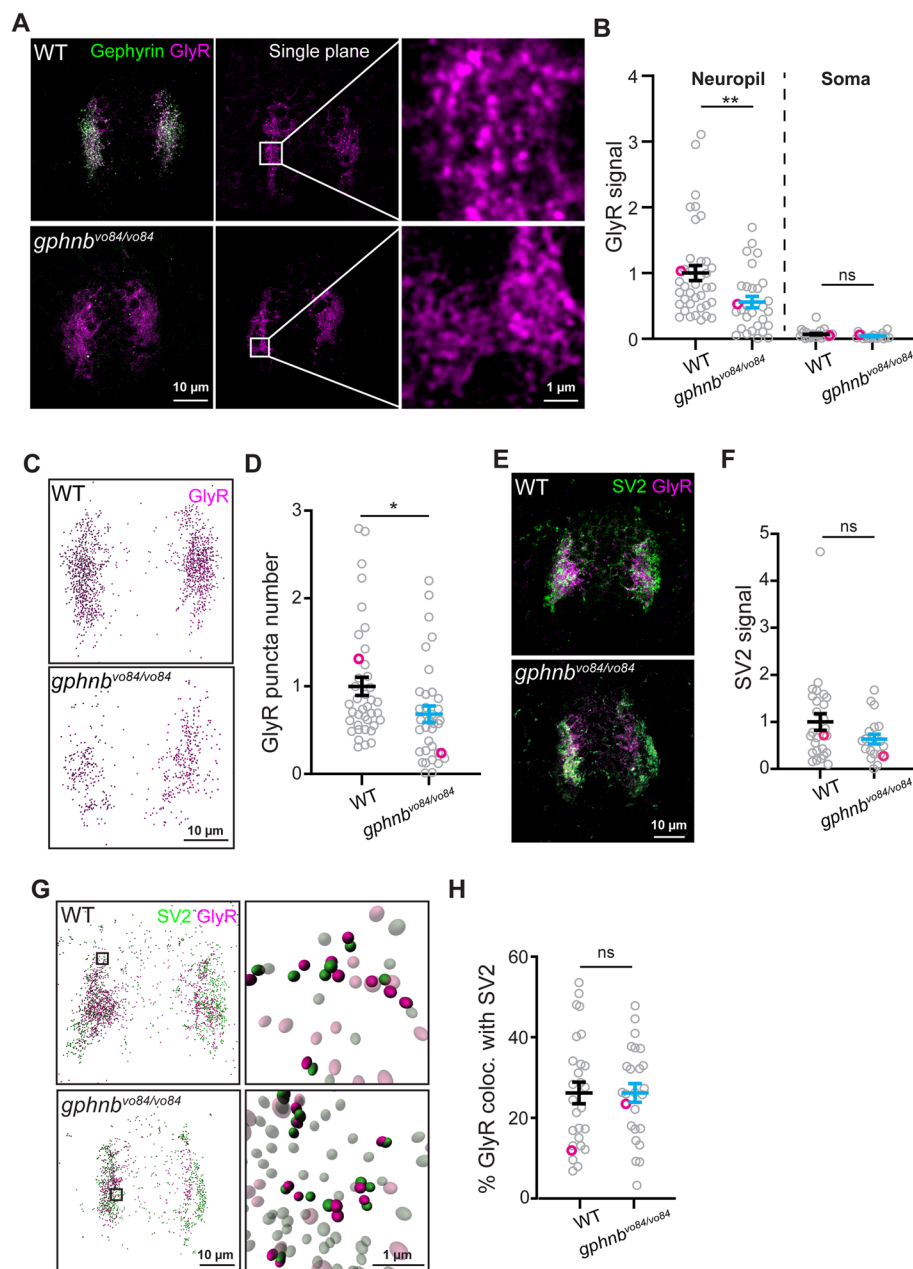 A
WT
Gephyrin GlyR
Single plane
gphnb^vo84/vo84
10 µm
1 µm
B
Neuropil
Soma
**
ns
GlyR signal
4
3
2
1
0
WT
gphnb^vo84/vo84
WT
gphnb^vo84/vo84
C
WT
GlyR
gphnb^vo84/vo84
10 µm
D
*
GlyR puncta number
3
2
1
0
WT
gphnb^vo84/vo84
E
WT
SV2 GlyR
gphnb^vo84/vo84
10 µm
F
ns
SV2 signal
5
4
3
2
1
0
WT
gphnb^vo84/vo84
G
WT
SV2 GlyR
gphnb^vo84/vo84
10 µm
1 µm
H
ns
% GlyR coloc. with SV2
60
40
20
0
WT
gphnb^vo84/vo84